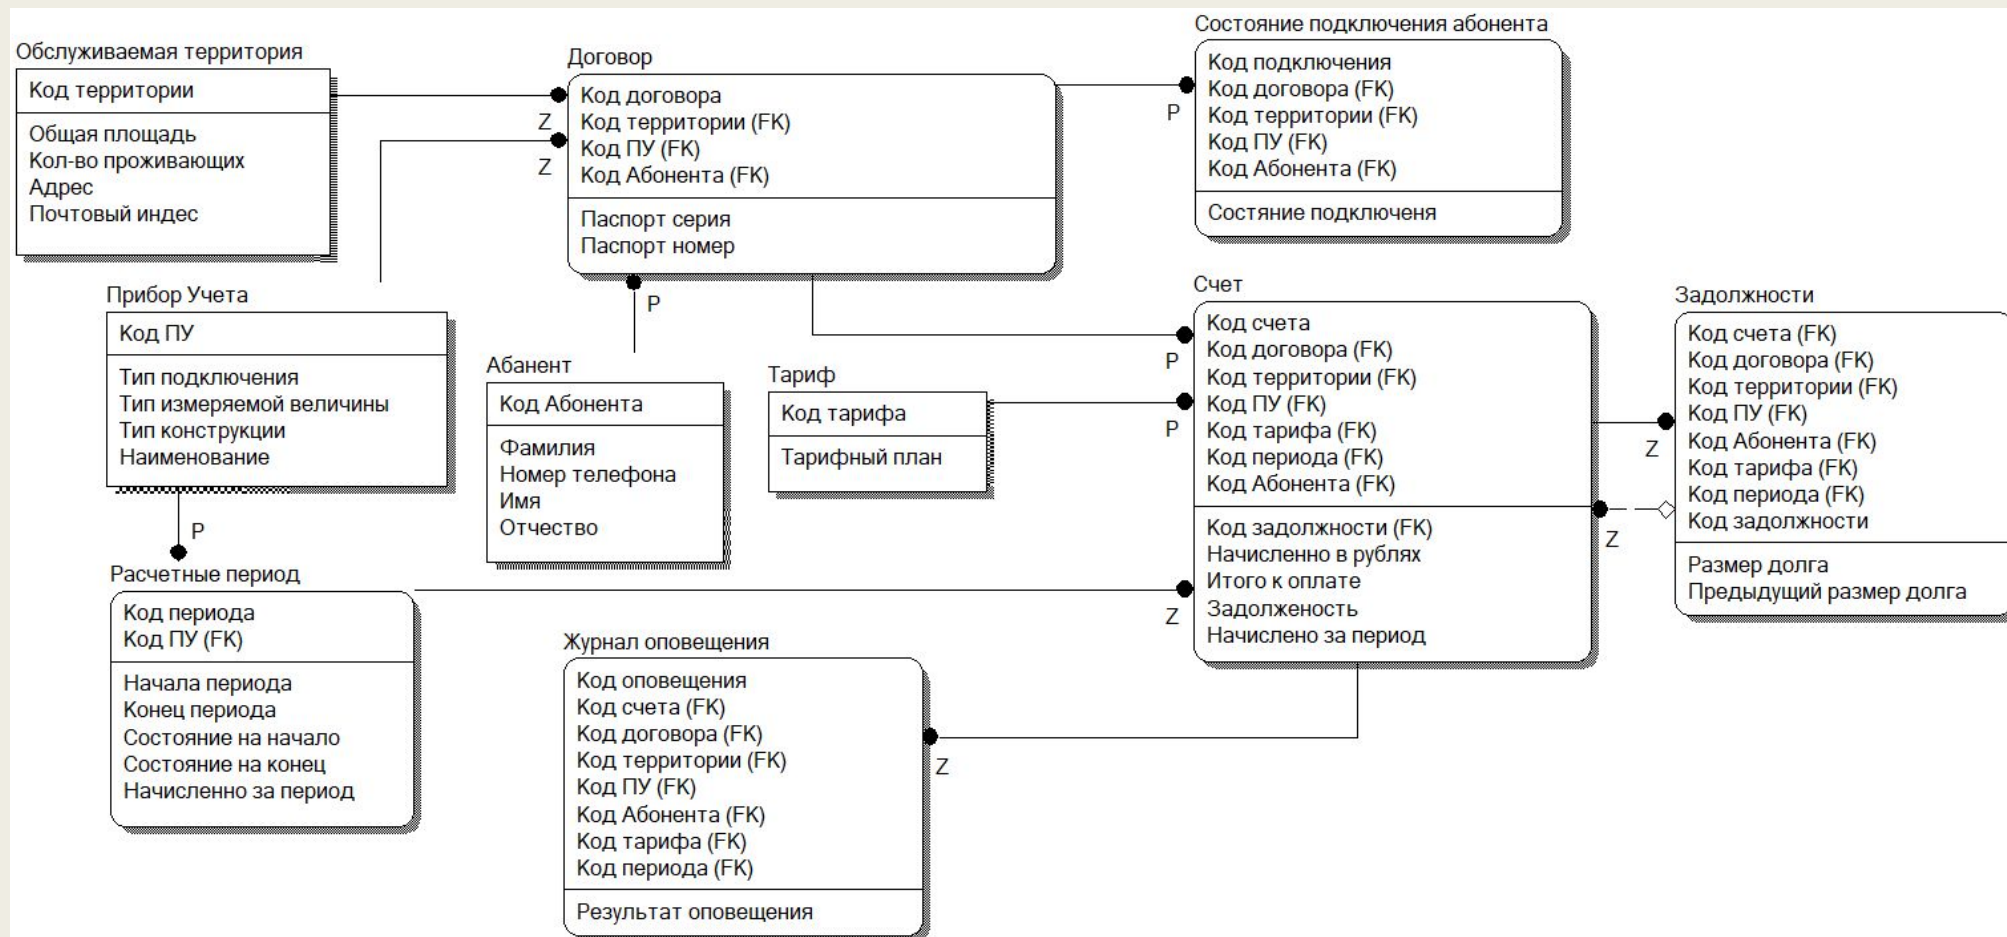 Обслуживаемая территория
Код территории
Общая площадь
Кол-во проживающих
Адрес
Почтовый индес
Договор
Код договора
Код территории (FK)
Код ПУ (FK)
Код Абонента (FK)
Паспорт серия
Паспорт номер
Z
Z
P
Состояние подключения абонента
Код подключения
Код договора (FK)
Код территории (FK)
Код ПУ (FK)
Код Абонента (FK)
Состяние подключеня
P
Прибор Учета
Код ПУ
Тип подключения
Тип измеряемой величины
Тип конструкции
Наименование
P
Абанент
Код Абонента
Фамилия
Номер телефона
Имя
Отчество
Тариф
Код тарифа
Тарифный план
P
P
Счет
Код счета
Код договора (FK)
Код территории (FK)
Код ПУ (FK)
Код тарифа (FK)
Код периода (FK)
Код Абонента (FK)
Код задолжности (FK)
Начисленно в рублях
Итого к оплате
Задолженость
Начислено за период
Z
Z
Z
Задолжности
Код счета (FK)
Код договора (FK)
Код территории (FK)
Код ПУ (FK)
Код Абонента (FK)
Код тарифа (FK)
Код периода (FK)
Код задолжности
Размер долга
Предыдущий размер долга
Расчетные период
Код периода
Код ПУ (FK)
Начала периода
Конец периода
Состояние на начало
Состояние на конец
Начисленно за период
Журнал оповещения
Код оповещения
Код счета (FK)
Код договора (FK)
Код территории (FK)
Код ПУ (FK)
Код Абонента (FK)
Код тарифа (FK)
Код периода (FK)
Результат оповещения
Z